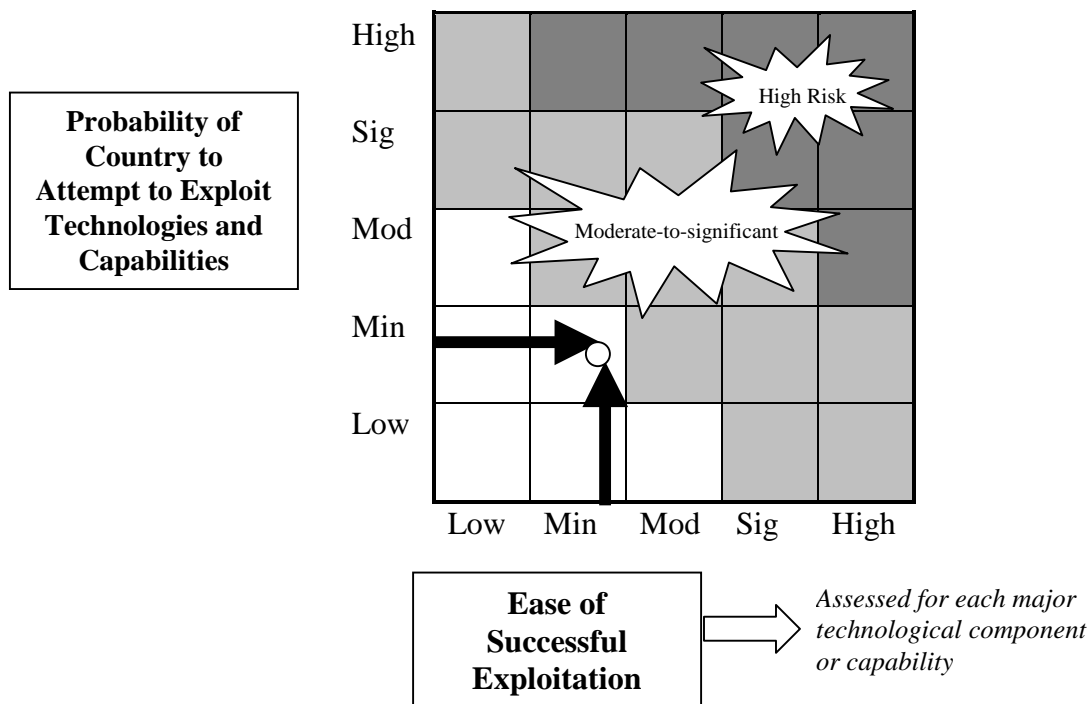 High
High Risk
Probability of
Country to
Attempt to Exploit
Technologies and
Capabilities
Sig
Mod
Moderate-to-significant
Min
Low
Low Min Mod Sig High
Ease of
Successful
Exploitation
Assessed for each major
technological component
or capability